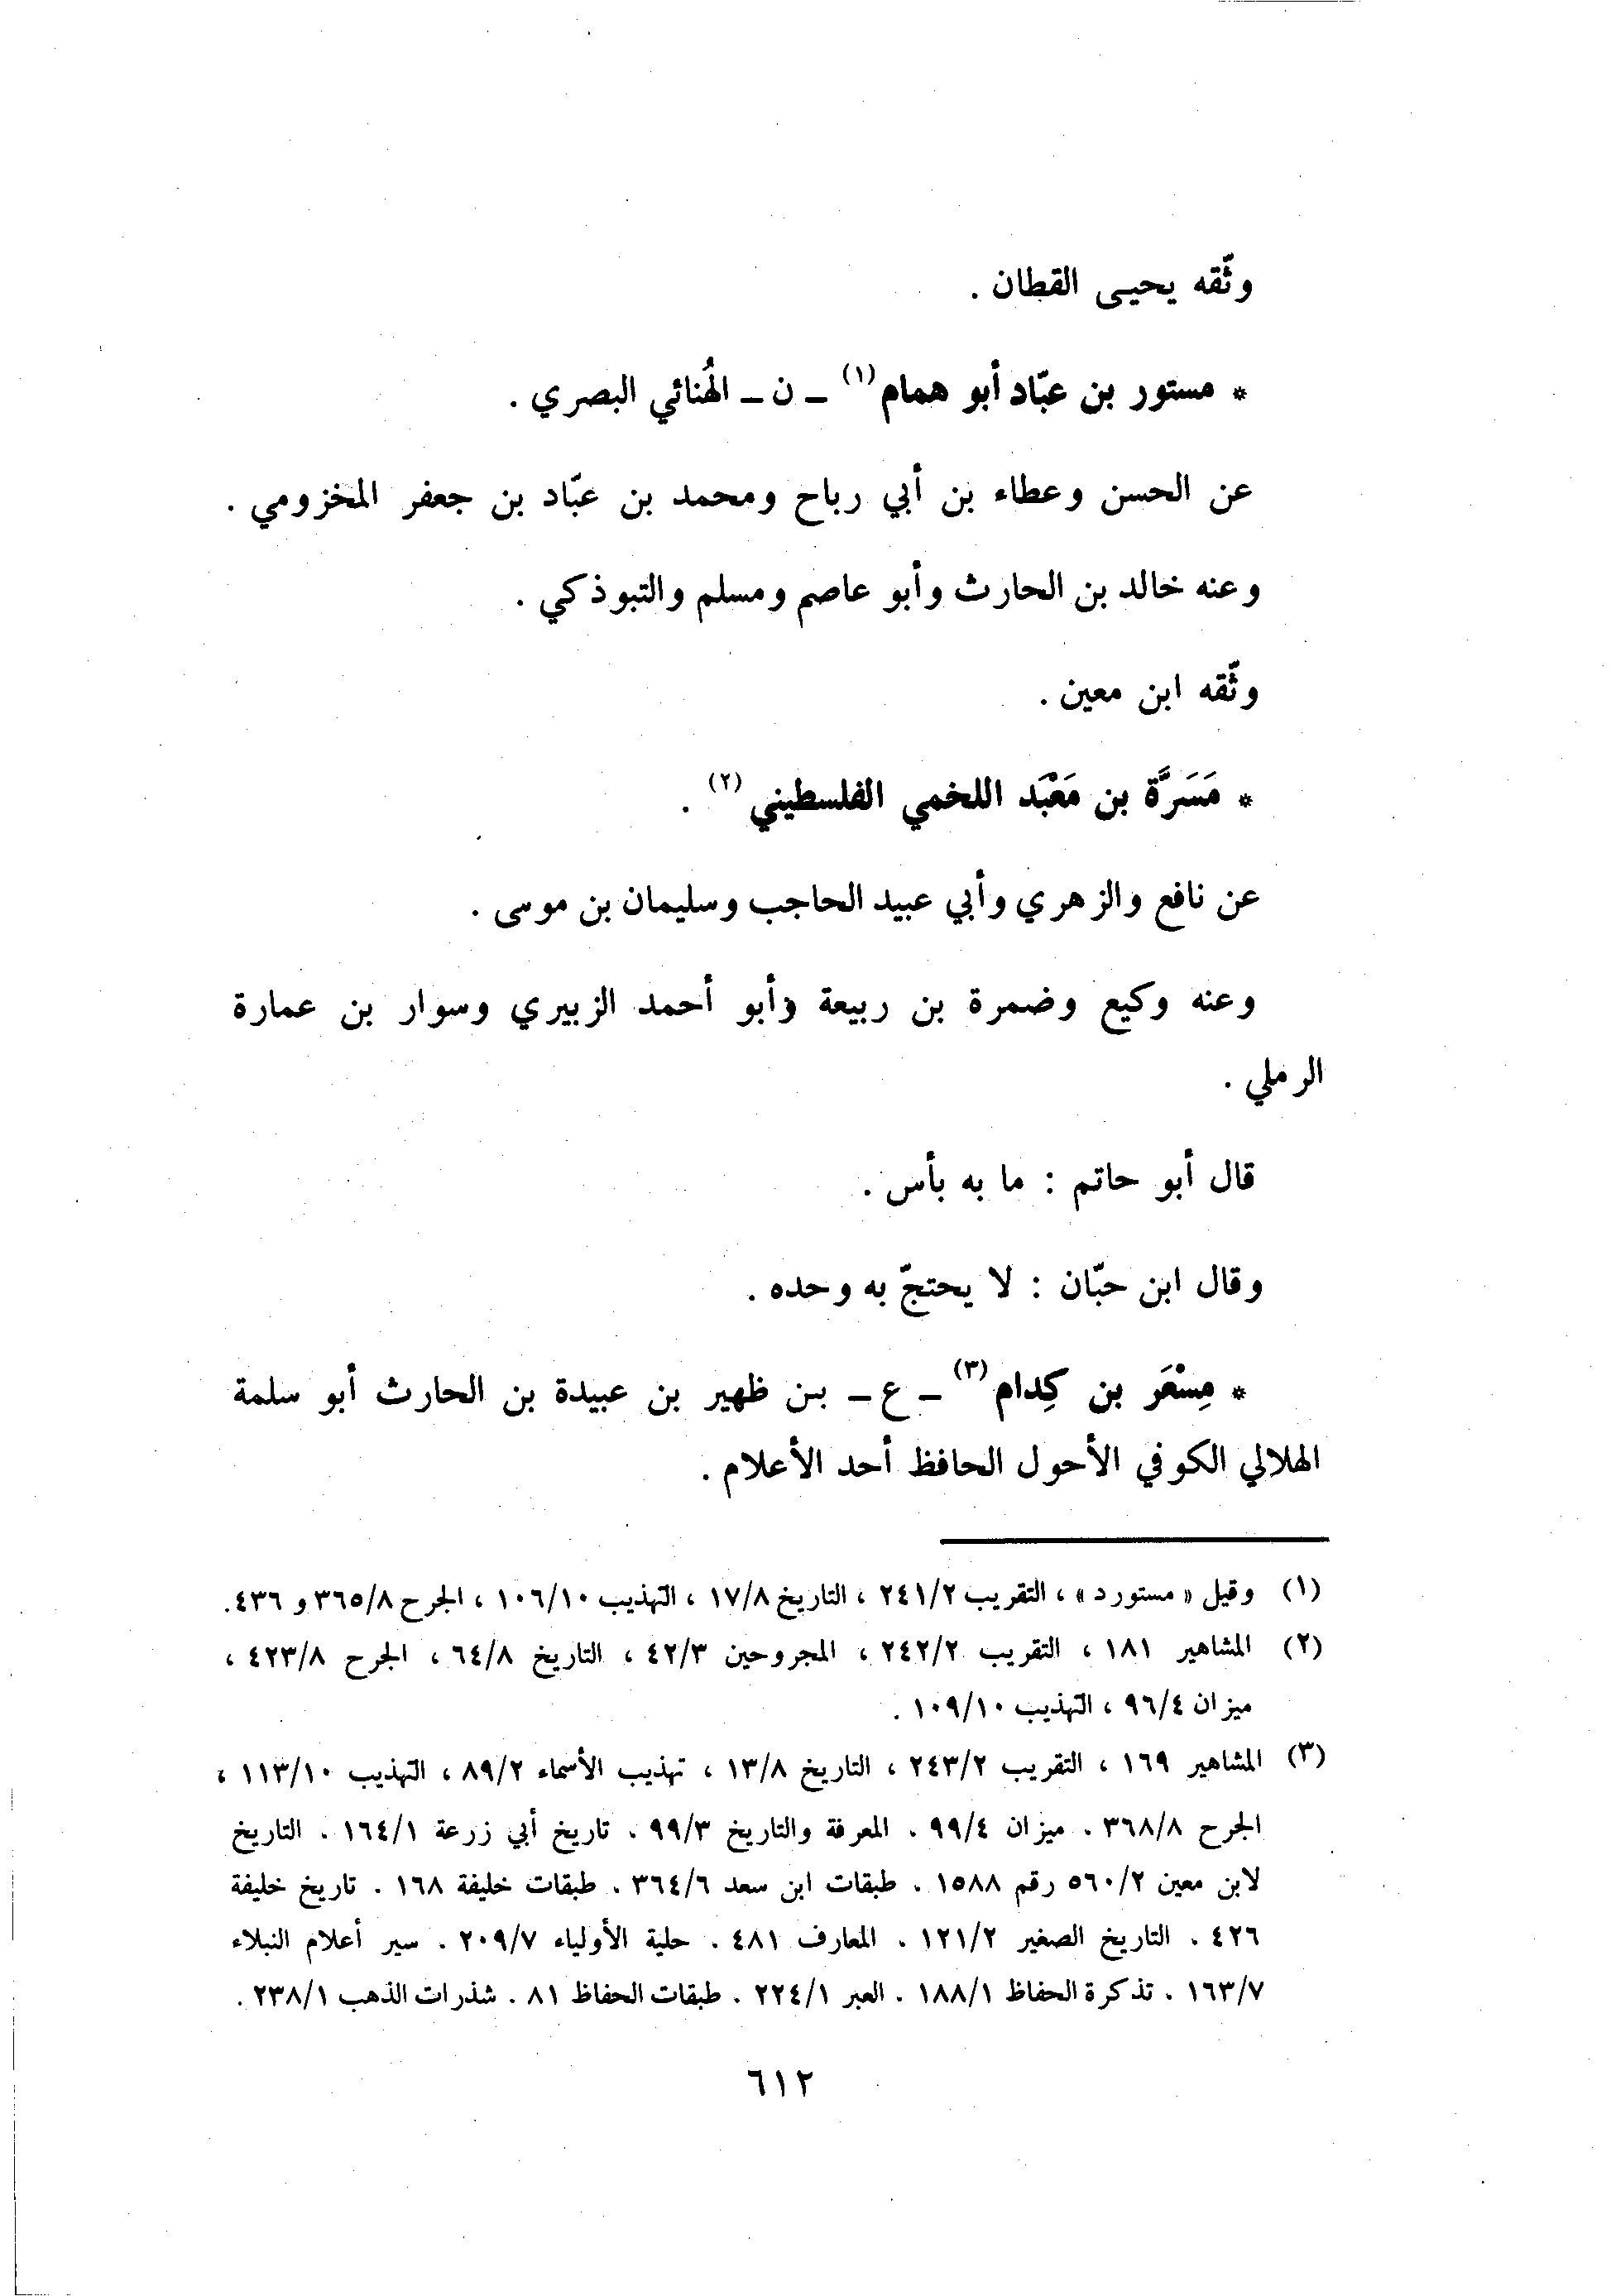 وثّقه يحيى القطان .
* مستور بن عبّاد أبو همام (١) ـ ن ـ الهُنائي البصري .
عن الحسن وعطاء بن أبي رباح ومحمد بن عبّاد بن جعفر المخزومي .
وعنه خالد بن الحارث وأبو عاصم ومسلم والتبوذكي .
وثّقه ابن معين .
* مَسَرَّة بن مَعْبَد اللخمي الفلسطيني (٢) .
عن نافع والزهري وأبي عبيد الحاجب وسليمان بن موسى .
وعنه وكيع وضمرة بن ربيعة وأبو أحمد الزبيري وسوار بن عمارة
الرملي .
قال أبو حاتم : ما به بأس .
وقال ابن حبّان : لا يحتجّ به وحده .
* مِسْعَر بن كِدام (٣) ـ ع ـ بن ظهير بن عبيدة بن الحارث أبو سلمة
الهلالي الكوفي الأحول الحافظ أحد الأعلام .
(١) وقيل « مستورد » ، التقريب ٢٤١/٢ ، التاريخ ١٧/٨ ، التهذيب ١٠٦/١٠ ، الجرح ٣٦٥/٨ و ٤٣٦.
(٢) المشاهير ١٨١ ، التقريب ٢٤٢/٢ ، المجروحين ٤٢/٣ ، التاريخ ٦٤/٨ ، الجرح ٤٢٣/٨ ،
ميزان ٩٦/٤ ، التهذيب ١٠٩/١٠ .
(٣) المشاهير ١٦٩ ، التقريب ٢٤٣/٢ ، التاريخ ١٣/٨ ، تهذيب الأسماء ٨٩/٢ ، التهذيب ١١٣/١٠ ،
الجرح ٣٦٨/٨ . ميزان ٩٩/٤ . المعرفة والتاريخ ٩٩/٣ . تاريخ أبي زرعة ١٦٤/١ . التاريخ
لابن معين ٥٦٠/٢ رقم ١٥٨٨ . طبقات ابن سعد ٣٦٤/٦ . طبقات خليفة ١٦٨ . تاريخ خليفة
٤٢٦ . التاريخ الصغير ١٢١/٢ . المعارف ٤٨١ . حلية الأولياء ٢٠٩/٧ . سير أعلام النبلاء
١٦٣/٧ . تذكرة الحفاظ ١٨٨/١ . العبر ٢٢٤/١ . طبقات الحفاظ ٨١ . شذرات الذهب ٢٣٨/١ .
٦١٢